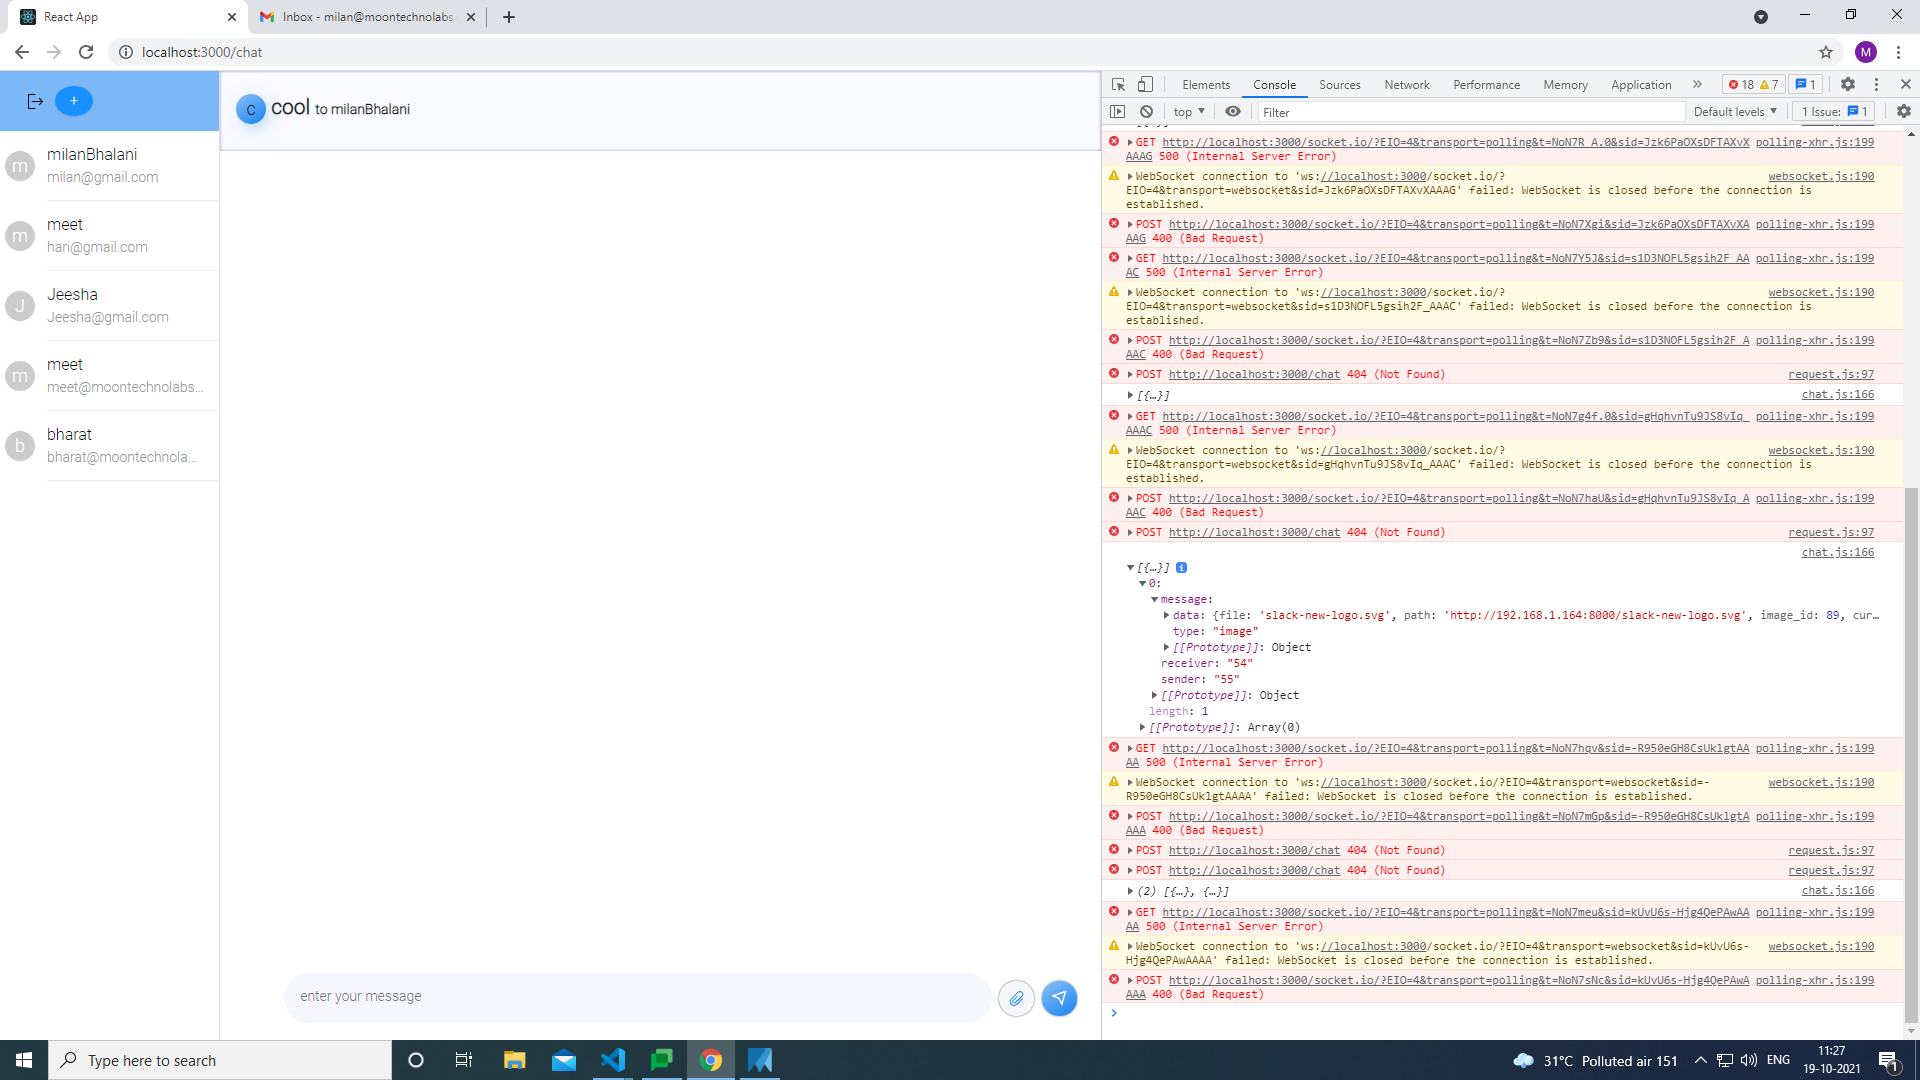 React App
Inbox - milan@moontechnolabs.
localhost:3000/chat
M
+
C cool to milanBhalani
m milanBhalani
milan@gmail.com
m meet
hari@gmail.com
J Jeesha
Jeesha@gmail.com
m meet
meet@moontechnolabs...
b bharat
bharat@moontechnola...
enter your message
Elements Console Sources Network Performance Memory Application » 18 7 1
top Filter Default levels 1 Issue: 1
GET http://localhost:3000/socket.io/?EIO=4&transport=polling&t=NoN7R_A.0&sid=Jzk6PaOXsDFTAXvX polling-xhr.js:199
AAAG 500 (Internal Server Error)
WebSocket connection to 'ws://localhost:3000/socket.io/? websocket.js:190
EIO=4&transport=websocket&sid=Jzk6PaOXsDFTAXvXAAAG' failed: WebSocket is closed before the connection is
established.
POST http://localhost:3000/socket.io/?EIO=4&transport=polling&t=NoN7Xgi&sid=Jzk6PaOXsDFTAXvXA polling-xhr.js:199
AAG 400 (Bad Request)
GET http://localhost:3000/socket.io/?EIO=4&transport=polling&t=NoN7Y5J&sid=s1D3NOFL5gsih2F_AA polling-xhr.js:199
AC 500 (Internal Server Error)
WebSocket connection to 'ws://localhost:3000/socket.io/? websocket.js:190
EIO=4&transport=websocket&sid=s1D3NOFL5gsih2F_AAAC' failed: WebSocket is closed before the connection is
established.
POST http://localhost:3000/socket.io/?EIO=4&transport=polling&t=NoN7Zb9&sid=s1D3NOFL5gsih2F_A polling-xhr.js:199
AAC 400 (Bad Request)
POST http://localhost:3000/chat 404 (Not Found) request.js:97
[{…}] chat.js:166
GET http://localhost:3000/socket.io/?EIO=4&transport=polling&t=NoN7g4f.0&sid=gHqhvnTu9JS8vIq_ polling-xhr.js:199
AAAC 500 (Internal Server Error)
WebSocket connection to 'ws://localhost:3000/socket.io/? websocket.js:190
EIO=4&transport=websocket&sid=gHqhvnTu9JS8vIq_AAAC' failed: WebSocket is closed before the connection is
established.
POST http://localhost:3000/socket.io/?EIO=4&transport=polling&t=NoN7haU&sid=gHqhvnTu9JS8vIq_A polling-xhr.js:199
AAC 400 (Bad Request)
POST http://localhost:3000/chat 404 (Not Found) request.js:97
chat.js:166
[{…}] i
0:
message:
data: {file: 'slack-new-logo.svg', path: 'http://192.168.1.164:8000/slack-new-logo.svg', image_id: 89, cur…
type: "image"
[[Prototype]]: Object
receiver: "54"
sender: "55"
[[Prototype]]: Object
length: 1
[[Prototype]]: Array(0)
GET http://localhost:3000/socket.io/?EIO=4&transport=polling&t=NoN7hqv&sid=-R950eGH8CsUklgtAA polling-xhr.js:199
AA 500 (Internal Server Error)
WebSocket connection to 'ws://localhost:3000/socket.io/?EIO=4&transport=websocket&sid=- websocket.js:190
R950eGH8CsUklgtAAAA' failed: WebSocket is closed before the connection is established.
POST http://localhost:3000/socket.io/?EIO=4&transport=polling&t=NoN7mGp&sid=-R950eGH8CsUklgtA polling-xhr.js:199
AAA 400 (Bad Request)
POST http://localhost:3000/chat 404 (Not Found) request.js:97
POST http://localhost:3000/chat 404 (Not Found) request.js:97
(2) [{…}, {…}] chat.js:166
GET http://localhost:3000/socket.io/?EIO=4&transport=polling&t=NoN7meu&sid=kUvU6s-Hjg4QePAwAA polling-xhr.js:199
AA 500 (Internal Server Error)
WebSocket connection to 'ws://localhost:3000/socket.io/?EIO=4&transport=websocket&sid=kUvU6s- websocket.js:190
Hjg4QePAwAAAA' failed: WebSocket is closed before the connection is established.
POST http://localhost:3000/socket.io/?EIO=4&transport=polling&t=NoN7sNc&sid=kUvU6s-Hjg4QePAwA polling-xhr.js:199
AAA 400 (Bad Request)
Type here to search
31°C Polluted air 151
ENG
11:27
19-10-2021
1